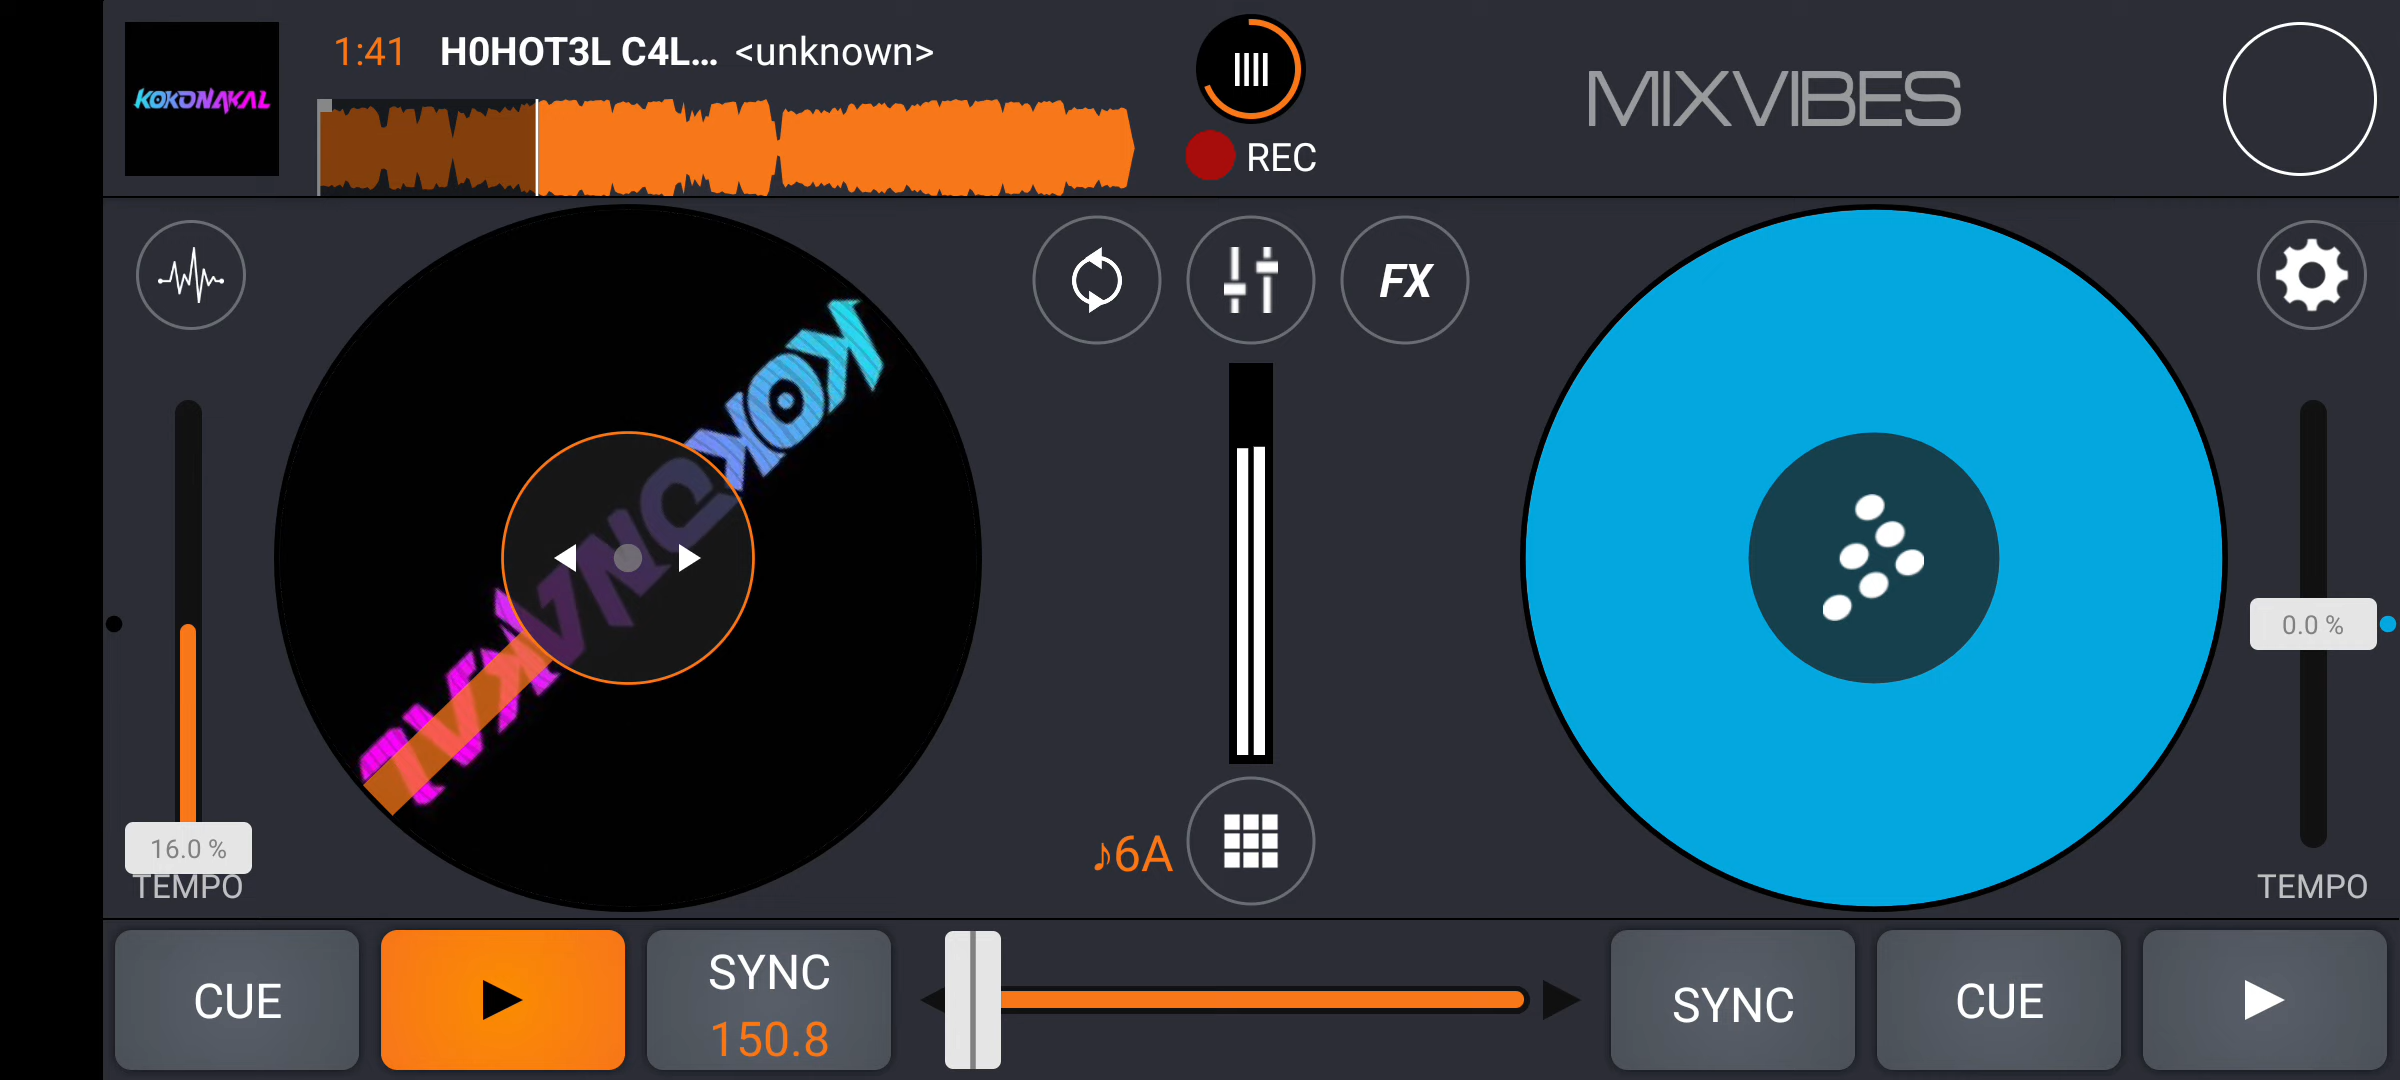 KOKONAKAL
1:41 H0HOT3L C4L... <unknown>
REC
MIXVIBES
FX
KOKONAKAL
0.0 %
16.0 %
TEMPO
♪6A
TEMPO
CUE
SYNC
150.8
SYNC
CUE